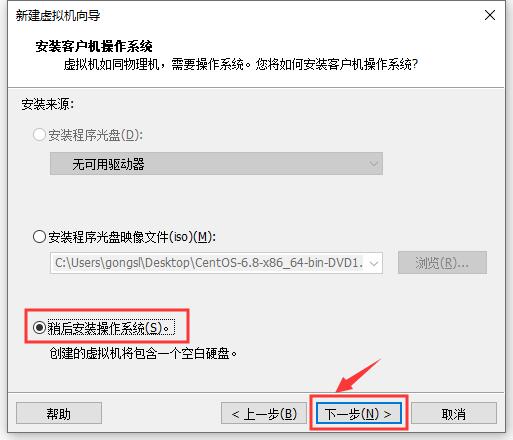 新建虚拟机向导
安装客户机操作系统
虚拟机如同物理机，需要操作系统。您将如何安装客户机操作系统?
安装来源:
安装程序光盘(D):
无可用驱动器
安装程序光盘映像文件(iso)(M):
C:\Users\gongsl\Desktop\CentOS-6.8-x86_64-bin-DVD1.
浏览(R)...
稍后安装操作系统(S)。
创建的虚拟机将包含一个空白硬盘。
帮助
< 上一步(B)
下一步(N) >
取消